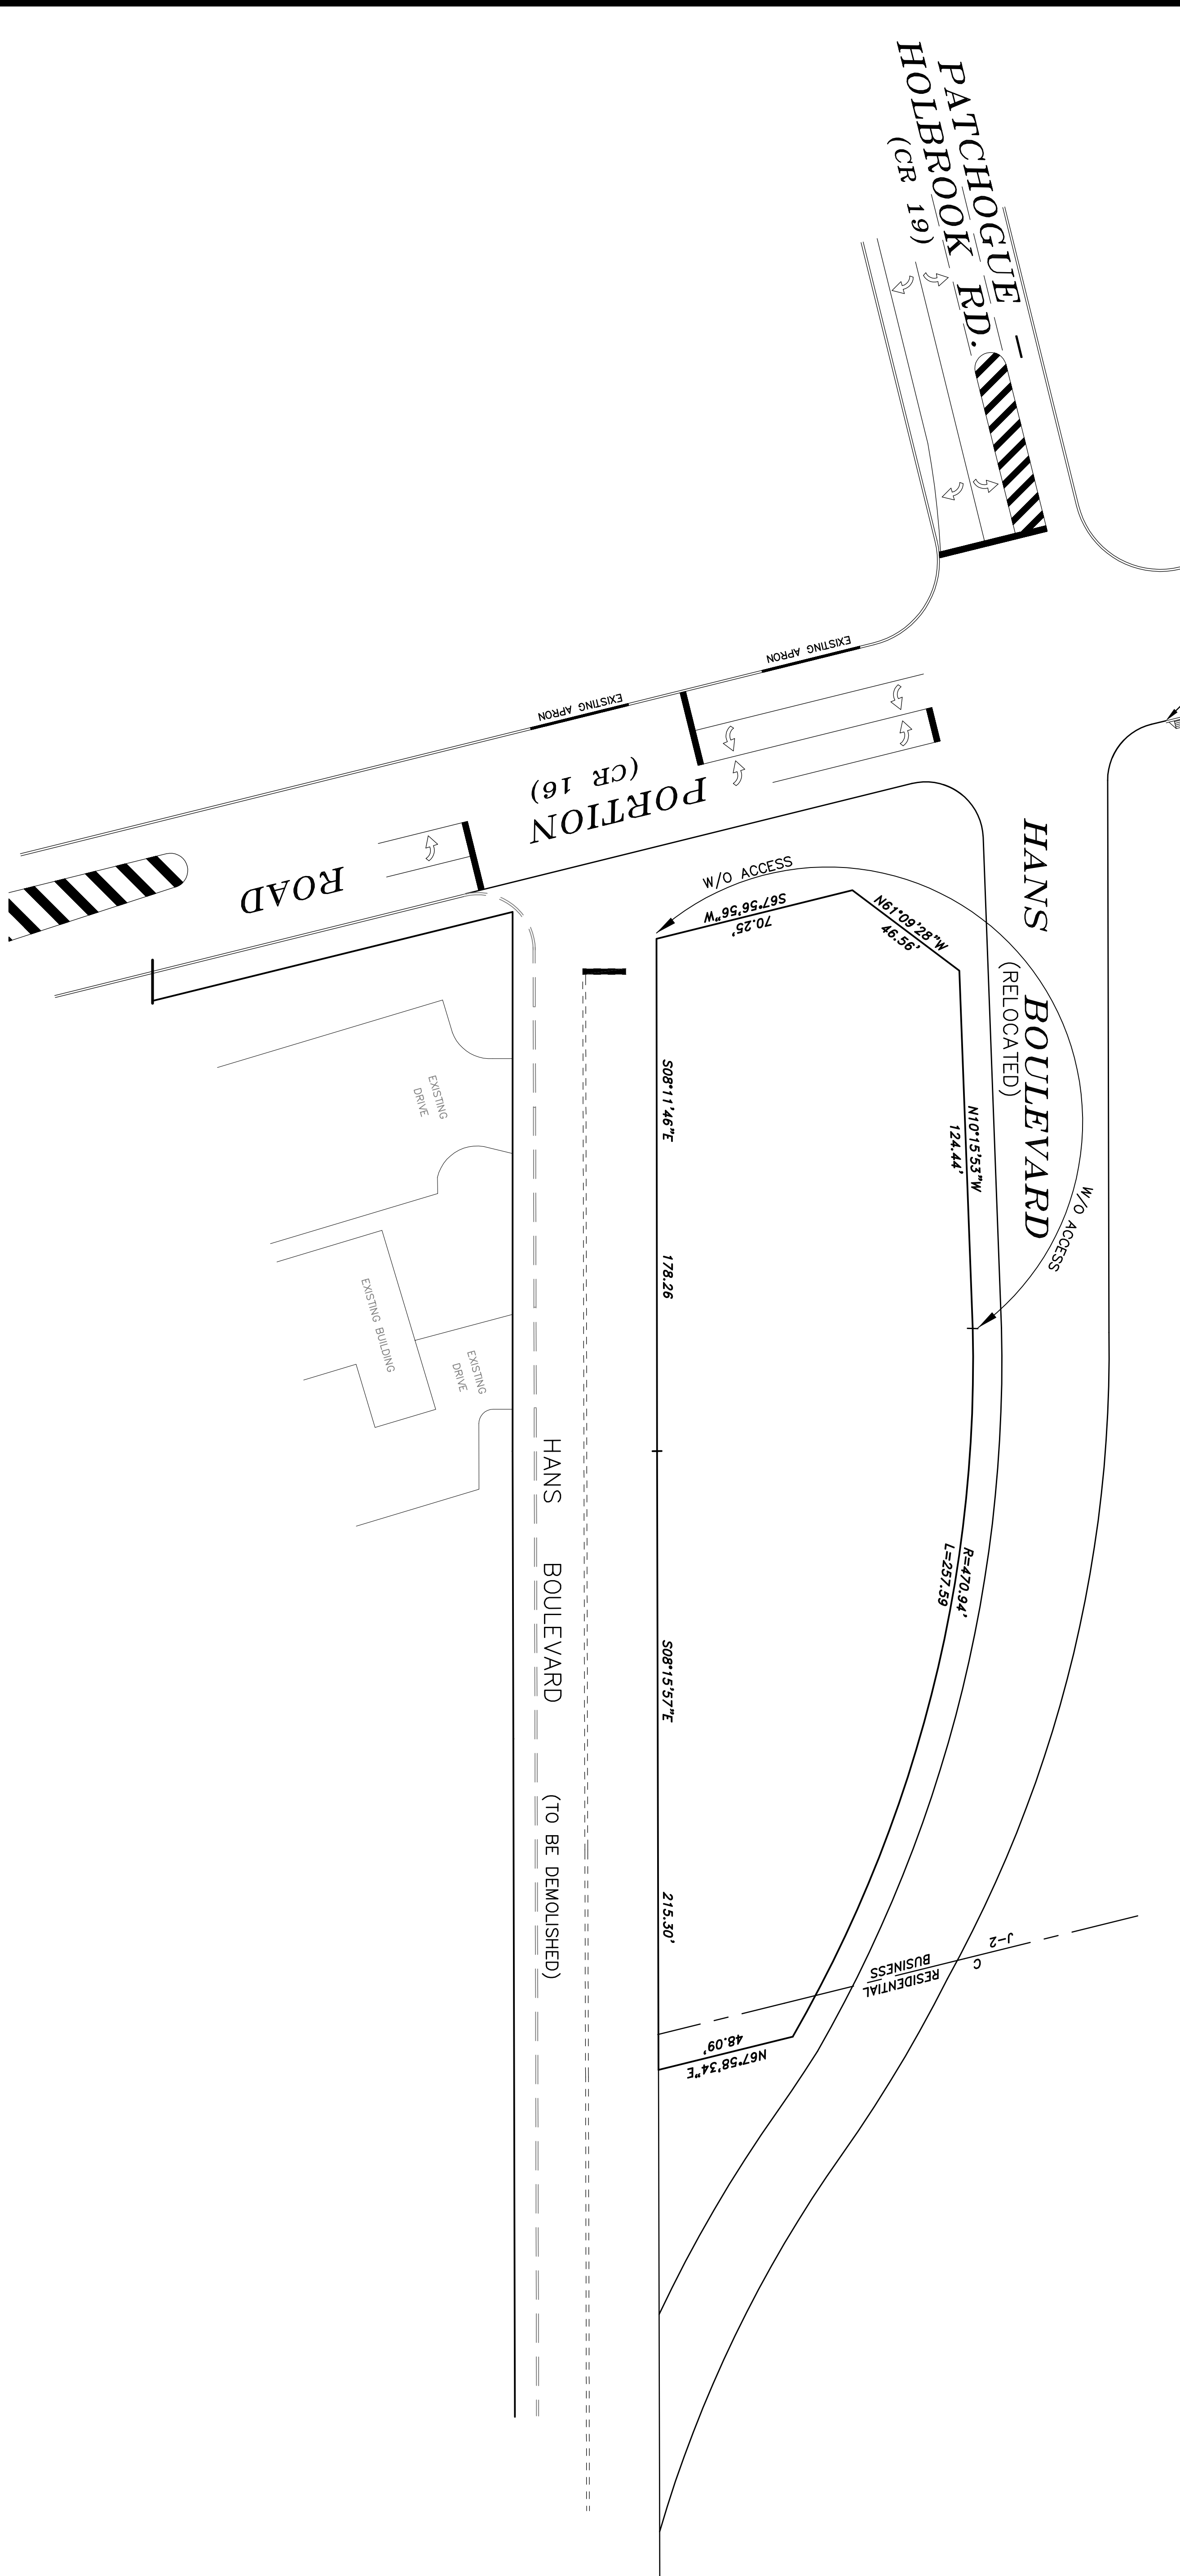 PATCHOGUE –
HOLBROOK RD.
(CR 19)
EXISTING APRON
EXISTING APRON
PORTION
(CR 16)
ROAD
HANS BOULEVARD
(RELOCATED)
W/O ACCESS
S67°56'56"W
70.25'
N61°09'28"W
46.56'
N10°15'53"W
124.44'
W/O ACCESS
S08°11'46"E
178.26
EXISTING
DRIVE
EXISTING BUILDING
EXISTING
DRIVE
HANS BOULEVARD (TO BE DEMOLISHED)
R=470.94'
L=257.59
S08°15'57"E
215.30'
J-2
C
RESIDENTIAL
BUSINESS
48.09'
N67°58'34"E